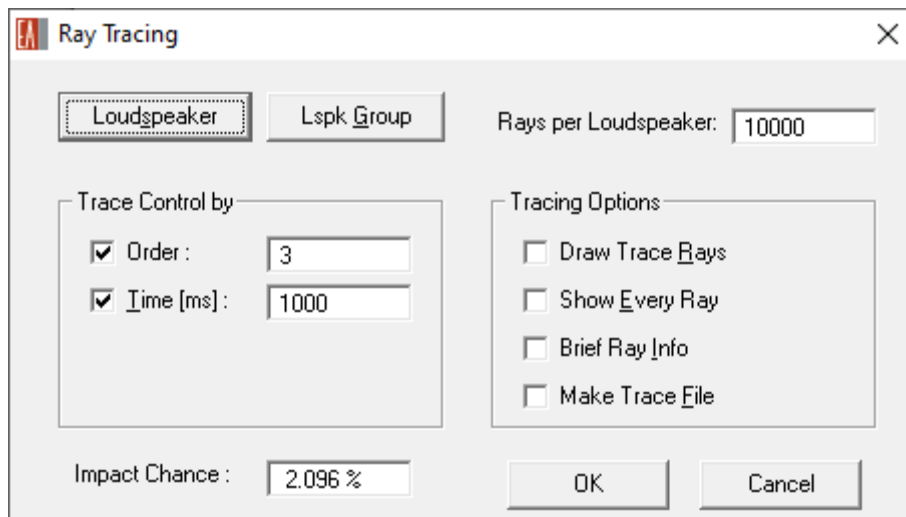 EA Ray Tracing
Loudspeaker
Lspk Group
Rays per Loudspeaker: 10000
Trace Control by
Order : 3
Time [ms] : 1000
Tracing Options
Draw Trace Rays
Show Every Ray
Brief Ray Info
Make Trace File
Impact Chance : 2.096 %
OK
Cancel